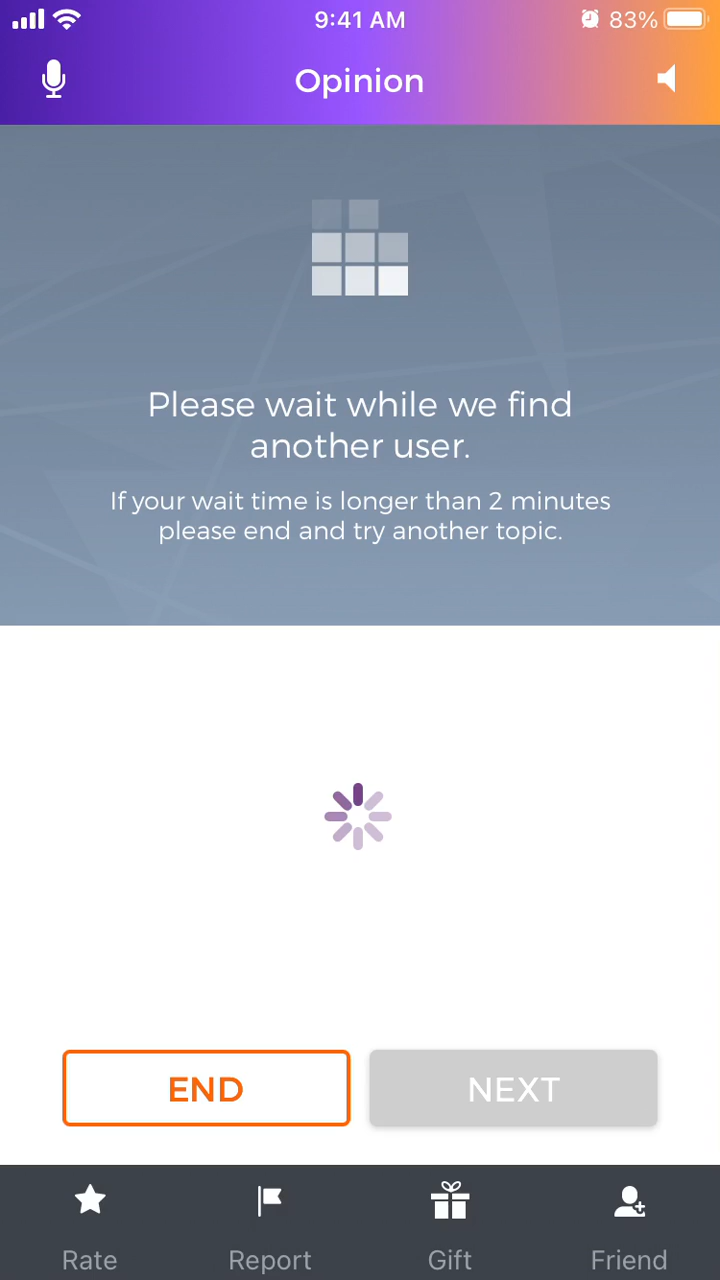 9:41 AM
83%
Opinion
Please wait while we find
another user.
If your wait time is longer than 2 minutes
please end and try another topic.
END
NEXT
Rate
Report
Gift
Friend